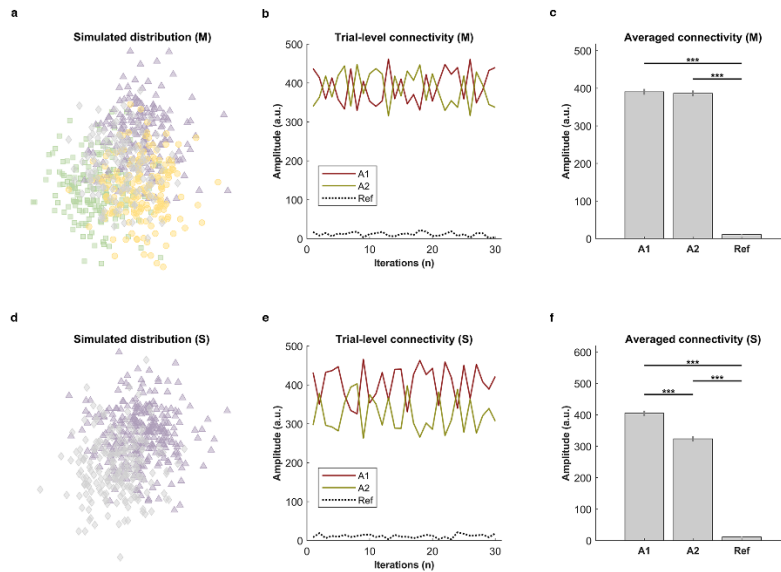 a
Simulated distribution (M)
b
Trial-level connectivity (M)
Amplitude (a.u.)
500
400
300
200
100
0
A1
A2
Ref
0
10
20
30
Iterations (n)
c
Averaged connectivity (M)
Amplitude (a.u.)
500
400
300
200
100
0
***
***
A1
A2
Ref
d
Simulated distribution (S)
e
Trial-level connectivity (S)
Amplitude (a.u.)
500
400
300
200
100
0
A1
A2
Ref
0
10
20
30
Iterations (n)
f
Averaged connectivity (S)
Amplitude (a.u.)
600
500
400
300
200
100
0
***
***
***
A1
A2
Ref